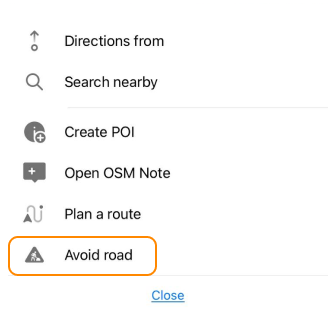 Directions from
Search nearby
Create POI
Open OSM Note
Plan a route
Avoid road
Close